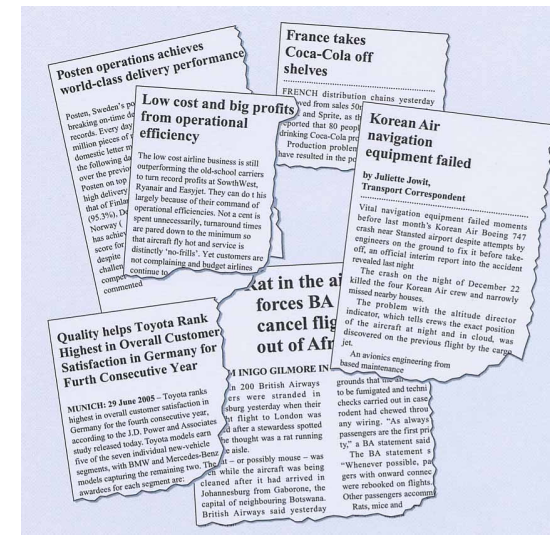 Posten operations achieves
world-class delivery performance
Posten, Sweden's po
breaking on-time de
records. Every day
million pieces of
domestic letter m
the following da
over the previo
Posten on top
high delivery
that of Finlan
(95.3%), De
Norway (
has achiev
score for
despite
challen
compe
commented
Low cost and big profits
from operational
efficiency
The low cost airline business is still
outperforming the old-school carriers
to turn record profits at SowthWest,
Ryanair and Easyjet. They can do t his
largely because of their command of
operational efficiencies. Not a cent is
spent unnecessarily, turnaround times
are pared down to the minimum so
that aircraft fly hot and service is
distinctly 'no-frills'. Yet customers are
not complaining and budget airlines
continue to
France takes
Coca-Cola off
shelves
FRENCH distribution chains yesterday
oved from sales 50
and Sprite, as th
eported that 80 peopl
drinking Coca-Cola pro
Production problem
have resulted in the po
Korean Air
navigation
equipment failed
by Juliette Jowit,
Transport Correspondent
Vital navigation equipment failed moments
before last month's Korean Air Boeing 747
crash near Stansted airport despite attempts by
engineers on the ground to fix it before take-
off, an official interim report into the accident
revealed last night
The crash on the night of December 22
killed the four Korean Air crew and narrowly
missed nearby houses.
The problem with the altitude director
indicator, which tells crews the exact position
of the aircraft at night and in cloud, was
discovered on the previous flight by the cargo
jet.
An avionics engineering from
based maintenance
Quality helps Toyota Rank
Highest in Overall Customer
Satisfaction in Germany for
Furth Consecutive Year
MUNICH: 29 June 2005 – Toyota ranks
highest in overall customer satisfaction in
Germany for the fourth consecutive year,
according to the J.D. Power and Associates
study released today. Toyota models earn
five of the seven individual new-vehicle
segments, with BMW and Mercedes-Benz
models capturing the remaining two. The
awardees for each segment are:
Rat in the ai
forces BA
cancel flig
out of Afr
M INIGO GILMORE IN
n 200 British Airways
ers were stranded in
sburg yesterday when their
t flight to London was
after a stewardess spotted
he thought was a rat running
e aisle.
at – or possibly mouse – was
en while the aircraft was being
cleaned after it had arrived in
Johannesburg from Gaborone, the
capital of neighbouring Botswana.
British Airways said yesterday
grounds that the air
to be fumigated and techni
checks carried out in case
rodent had chewed throu
any wiring. "As always
passengers are the first pri
ty," a BA statement said
The BA statement s
"Whenever possible, pa
gers with onward connec
were rebooked on flights.
Other passengers accomm
Rats, mice and